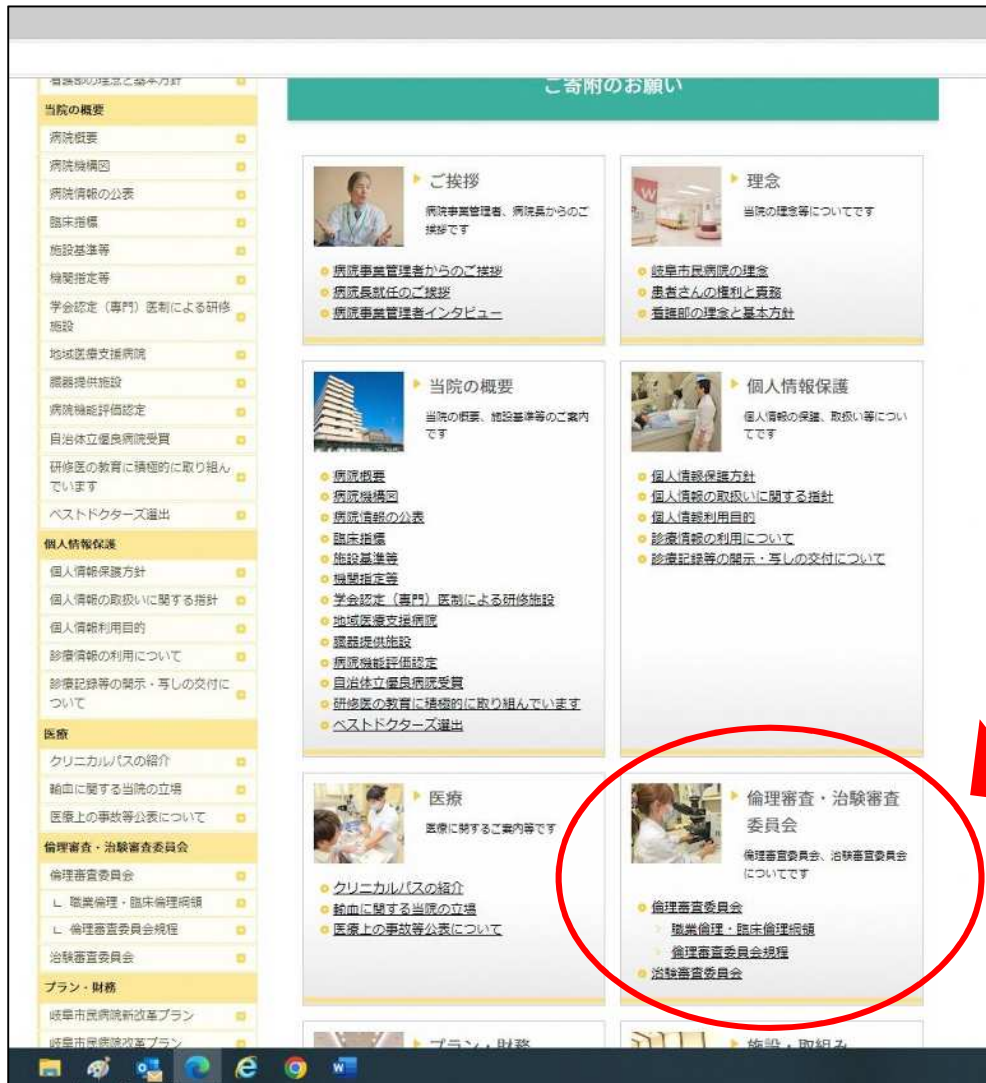 看護部の理念と基本方針
当院の概要
病院概要
病院機構図
病院情報の公表
臨床指標
施設基準等
機関指定等
学会認定（専門）医制による研修
施設
地域医療支援病院
臓器提供施設
病院機能評価認定
自治体立優良病院受賞
研修医の教育に積極的に取り組ん
でいます
ベストドクターズ選出
個人情報保護
個人情報保護方針
個人情報の取扱いに関する指針
個人情報利用目的
診療情報の利用について
診療記録等の開示・写しの交付に
ついて
医療
クリニカルパスの紹介
輸血に関する当院の立場
医療上の事故等公表について
倫理審査・治験審査委員会
倫理審査委員会
∟ 職業倫理・臨床倫理綱領
∟ 倫理審査委員会規程
治験審査委員会
プラン・財務
岐阜市民病院新改革プラン
岐阜市民病院改革プラン
ご寄附のお願い
ご挨拶
病院事業管理者、病院長からのご
挨拶です
病院事業管理者からのご挨拶
病院長就任のご挨拶
病院事業管理者インタビュー
理念
当院の理念等についてです
岐阜市民病院の理念
患者さんの権利と責務
看護部の理念と基本方針
当院の概要
当院の概要、施設基準等のご案内
です
病院概要
病院機構図
病院情報の公表
臨床指標
施設基準等
機関指定等
学会認定（専門）医制による研修施設
地域医療支援病院
臓器提供施設
病院機能評価認定
自治体立優良病院受賞
研修医の教育に積極的に取り組んでいます
ベストドクターズ選出
個人情報保護
個人情報の保護、取扱い等につい
てです
個人情報保護方針
個人情報の取扱いに関する指針
個人情報利用目的
診療情報の利用について
診療記録等の開示・写しの交付について
医療
医療に関するご案内等です
クリニカルパスの紹介
輸血に関する当院の立場
医療上の事故等公表について
倫理審査・治験審査
委員会
倫理審査委員会、治験審査委員会
についてです
倫理審査委員会
職業倫理・臨床倫理綱領
倫理審査委員会規程
治験審査委員会
プラン・財務
施設・取組み